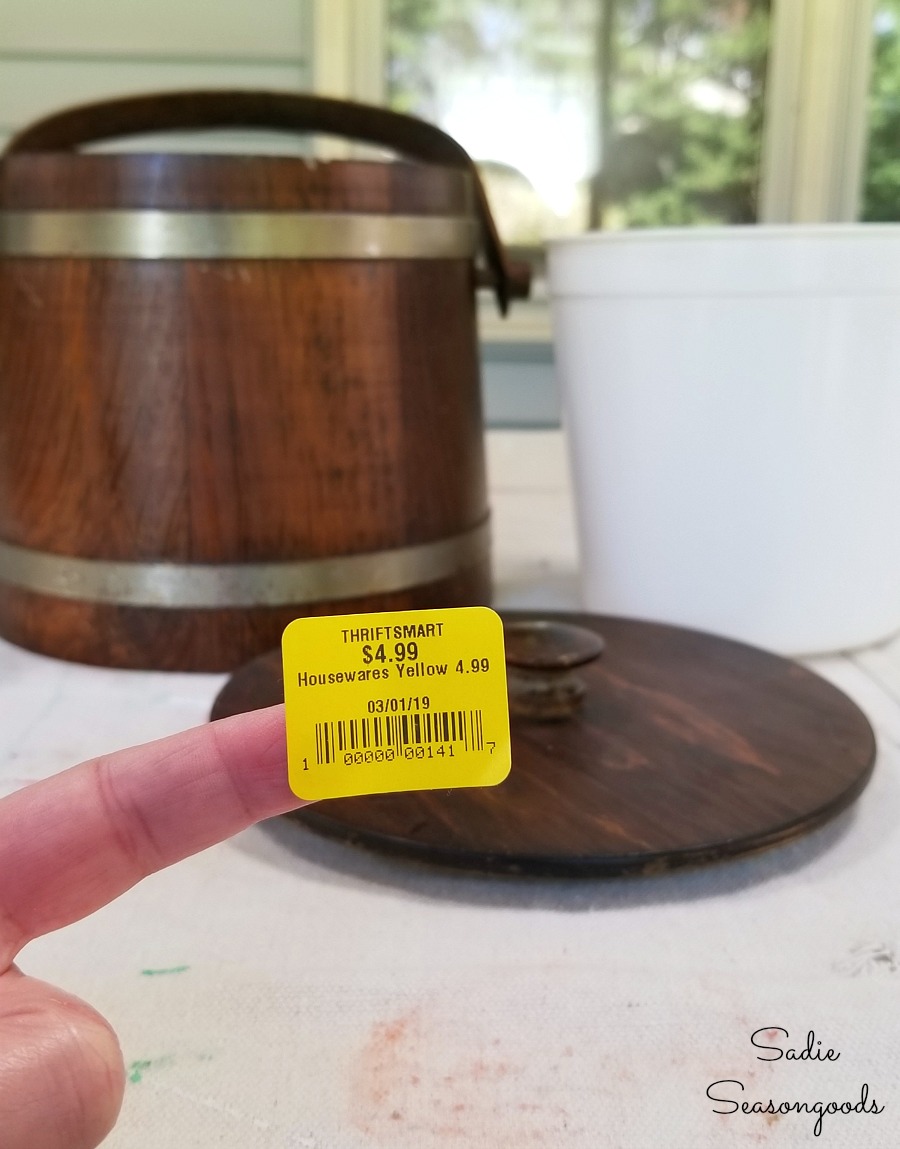 THRIFTSMART
$4.99
Housewares Yellow 4.99
03/01/19
1 00000 00141 7
Sadie
Seasongoods